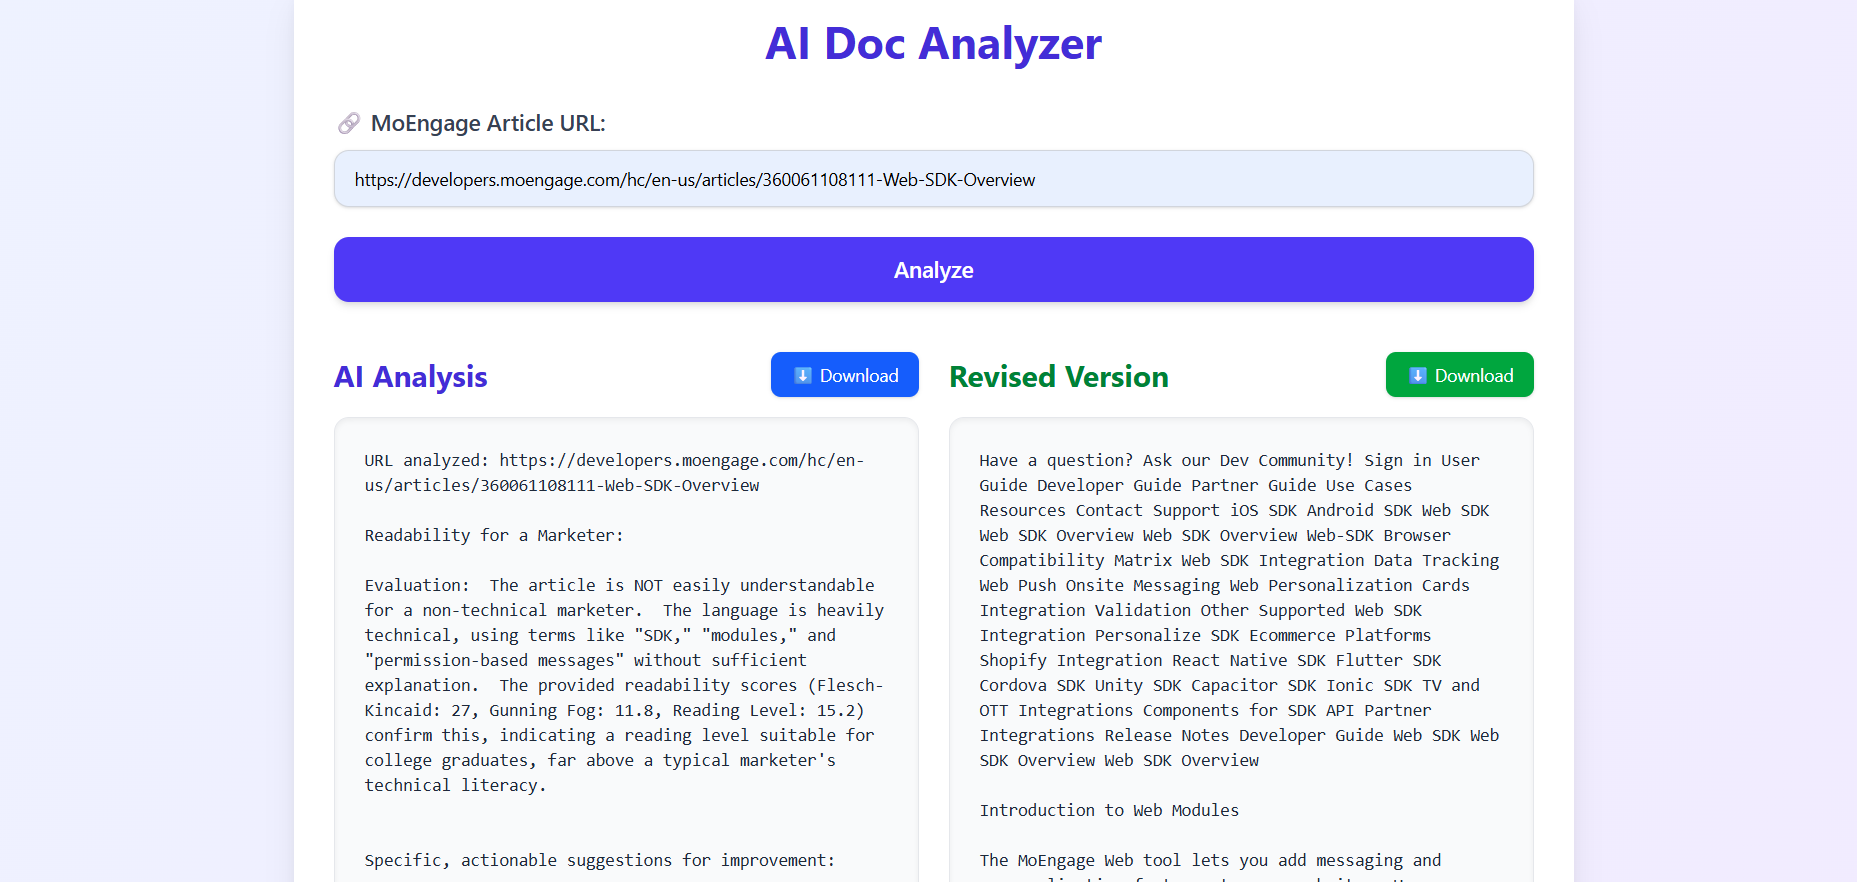 AI Doc Analyzer
MoEngage Article URL:
https://developers.moengage.com/hc/en-us/articles/360061108111-Web-SDK-Overview
Analyze
AI Analysis
Download
URL analyzed: https://developers.moengage.com/hc/en-
us/articles/360061108111-Web-SDK-Overview
Readability for a Marketer:
Evaluation:  The article is NOT easily understandable
for a non-technical marketer.  The language is heavily
technical, using terms like "SDK," "modules," and
"permission-based messages" without sufficient
explanation.  The provided readability scores (Flesch-
Kincaid: 27, Gunning Fog: 11.8, Reading Level: 15.2)
confirm this, indicating a reading level suitable for
college graduates, far above a typical marketer's
technical literacy.
Specific, actionable suggestions for improvement:
Revised Version
Download
Have a question? Ask our Dev Community! Sign in User
Guide Developer Guide Partner Guide Use Cases
Resources Contact Support iOS SDK Android SDK Web SDK
Web SDK Overview Web SDK Overview Web-SDK Browser
Compatibility Matrix Web SDK Integration Data Tracking
Web Push Onsite Messaging Web Personalization Cards
Integration Validation Other Supported Web SDK
Integration Personalize SDK Ecommerce Platforms
Shopify Integration React Native SDK Flutter SDK
Cordova SDK Unity SDK Capacitor SDK Ionic SDK TV and
OTT Integrations Components for SDK API Partner
Integrations Release Notes Developer Guide Web SDK Web
SDK Overview Web SDK Overview
Introduction to Web Modules
The MoEngage Web tool lets you add messaging and